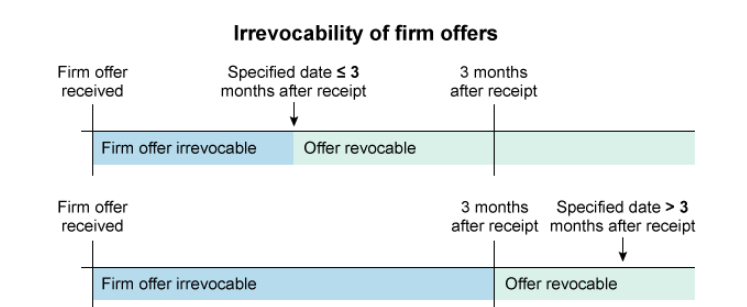 Irrevocability of firm offers
Firm offer
received
Specified date ≤ 3
months after receipt
3 months
after receipt
Firm offer irrevocable
Offer revocable
Firm offer
received
3 months
after receipt
Specified date > 3
months after receipt
Firm offer irrevocable
Offer revocable